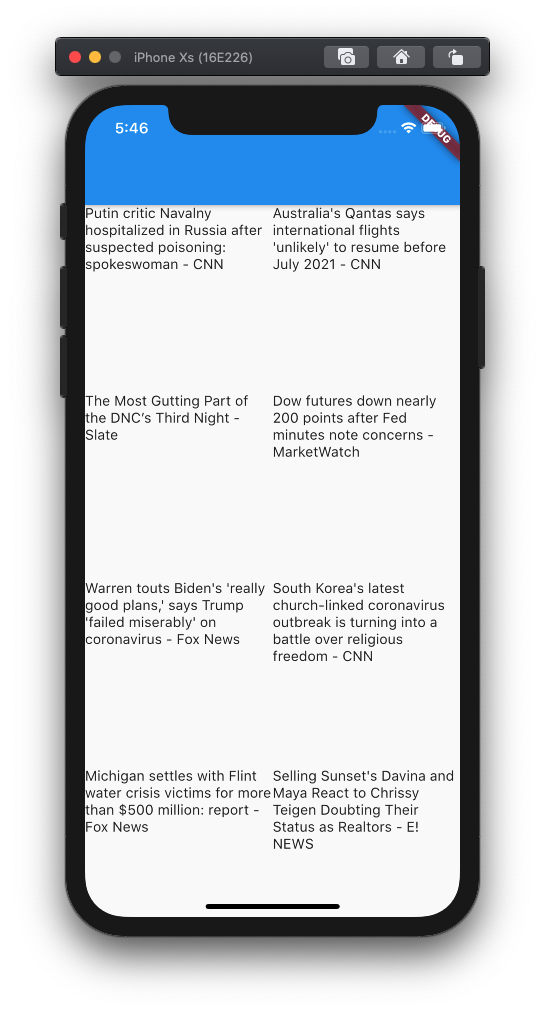 iPhone Xs (16E226)
5:46
DEBUG
Putin critic Navalny
hospitalized in Russia after
suspected poisoning:
spokeswoman - CNN
Australia's Qantas says
international flights
'unlikely' to resume before
July 2021 - CNN
The Most Gutting Part of
the DNC’s Third Night -
Slate
Dow futures down nearly
200 points after Fed
minutes note concerns -
MarketWatch
Warren touts Biden's 'really
good plans,' says Trump
'failed miserably' on
coronavirus - Fox News
South Korea's latest
church-linked coronavirus
outbreak is turning into a
battle over religious
freedom - CNN
Michigan settles with Flint
water crisis victims for more
than $500 million: report -
Fox News
Selling Sunset's Davina and
Maya React to Chrissy
Teigen Doubting Their
Status as Realtors - E!
NEWS